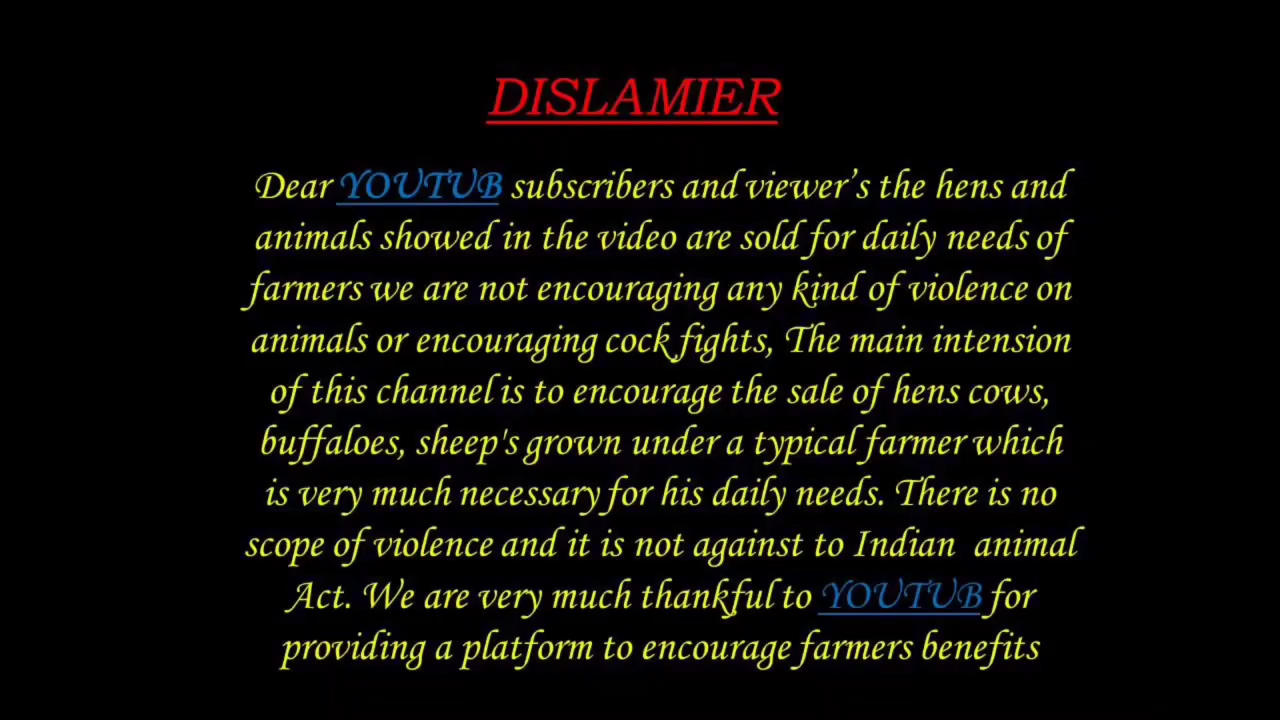 DISLAMIER
Dear YOUTUB subscribers and viewer’s the hens and
animals showed in the video are sold for daily needs of
farmers we are not encouraging any kind of violence on
animals or encouraging cock fights, The main intension
of this channel is to encourage the sale of hens cows,
buffaloes, sheep's grown under a typical farmer which
is very much necessary for his daily needs. There is no
scope of violence and it is not against to Indian animal
Act. We are very much thankful to YOUTUB for
providing a platform to encourage farmers benefits